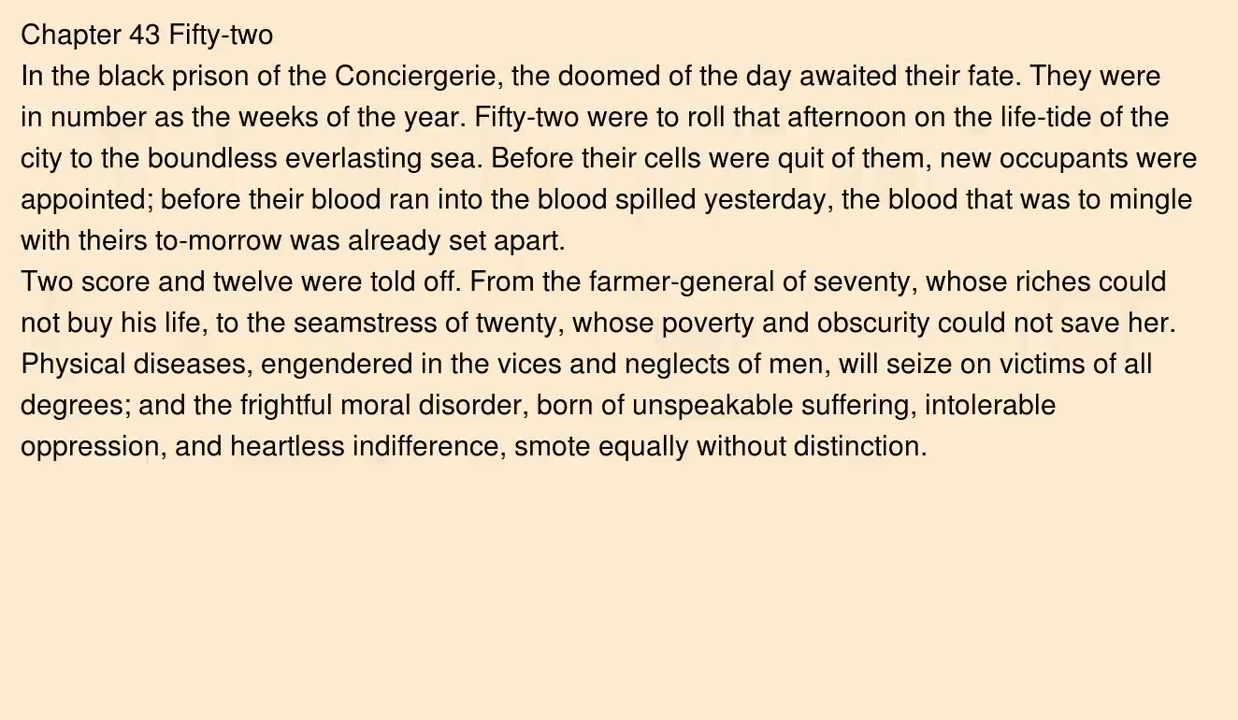 Chapter 43 Fifty-two
In the black prison of the Conciergerie, the doomed of the day awaited their fate. They were
in number as the weeks of the year. Fifty-two were to roll that afternoon on the life-tide of the
city to the boundless everlasting sea. Before their cells were quit of them, new occupants were
appointed; before their blood ran into the blood spilled yesterday, the blood that was to mingle
with theirs to-morrow was already set apart.
Two score and twelve were told off. From the farmer-general of seventy, whose riches could
not buy his life, to the seamstress of twenty, whose poverty and obscurity could not save her.
Physical diseases, engendered in the vices and neglects of men, will seize on victims of all
degrees; and the frightful moral disorder, born of unspeakable suffering, intolerable
oppression, and heartless indifference, smote equally without distinction.